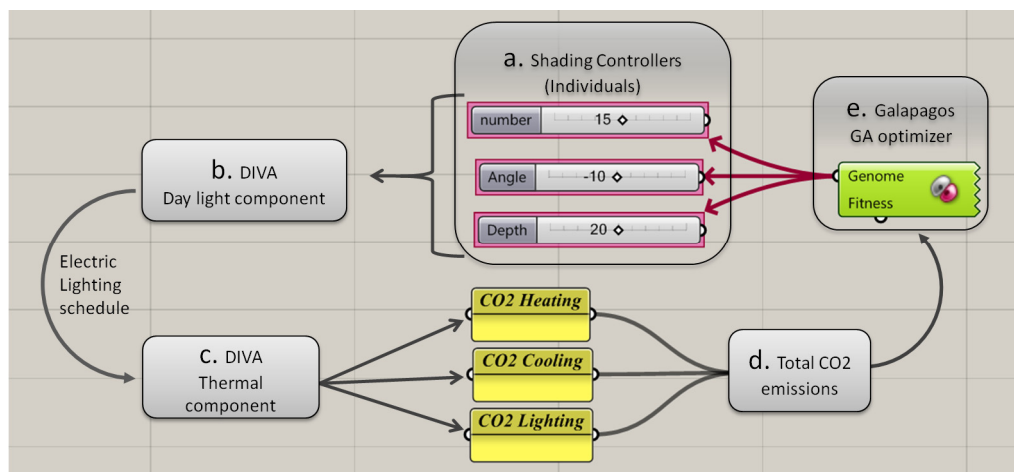 a. Shading Controllers
(Individuals)
number 15
Angle -10
Depth 20
e. Galapagos
GA optimizer
Genome
Fitness
b. DIVA
Day light component
Electric
Lighting
schedule
c. DIVA
Thermal
component
CO2 Heating
CO2 Cooling
CO2 Lighting
d. Total CO2
emissions